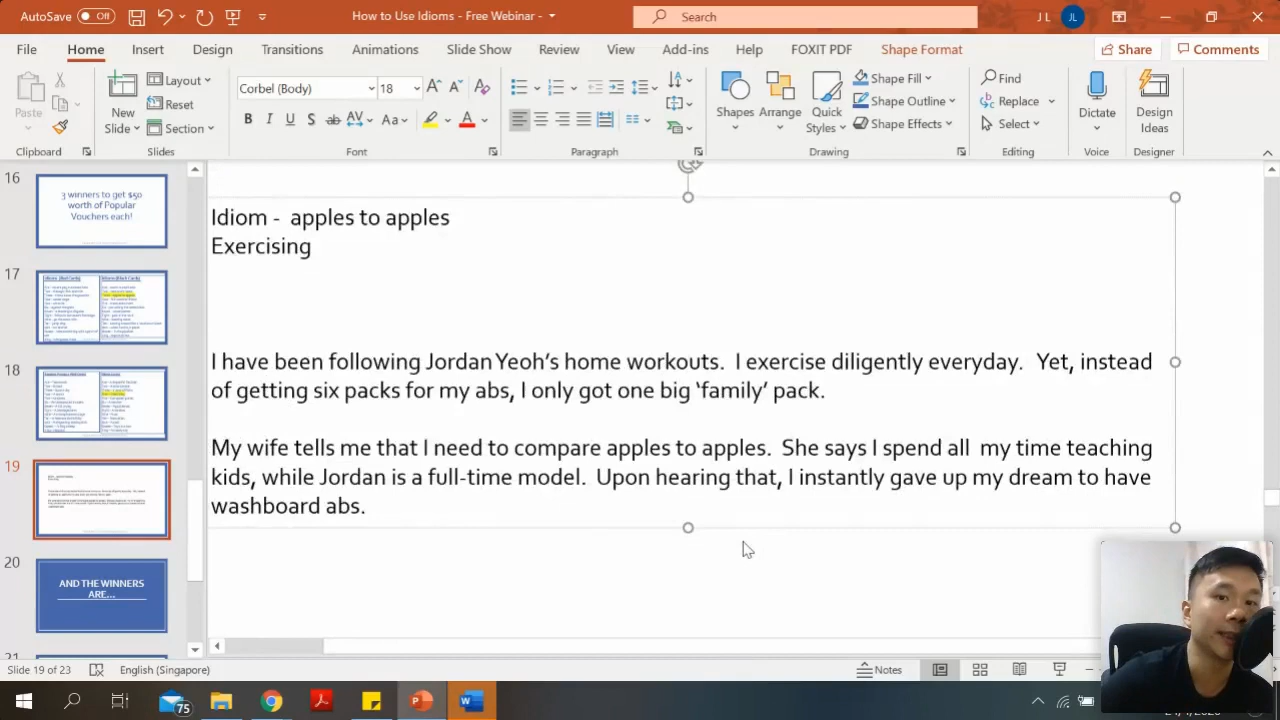 AutoSave Off How to Use Idioms - Free Webinar - Search J L JL
File Home Insert Design Transitions Animations Slide Show Review View Add-ins Help FOXIT PDF Shape Format Share Comments
Paste
Clipboard
New Slide
Layout
Reset
Section
Slides
Corbel (Body) 18
B I U S ab AV Aa A
Font
Paragraph
Shapes
Arrange
Quick Styles
Shape Fill
Shape Outline
Shape Effects
Drawing
Find
Replace
Select
Editing
Dictate
Voice
Design Ideas
Designer
16
3 winners to get $50
worth of Popular
Vouchers each!
17
18
19
20
AND THE WINNERS
ARE...
Idiom - apples to apples
Exercising
I have been following Jordan Yeoh's home workouts. I exercise diligently everyday. Yet, instead
of getting six packs for my abs, I only got one big 'family' pack.
My wife tells me that I need to compare apples to apples. She says I spend all my time teaching
kids, while Jordan is a full-time model. Upon hearing that, I instantly gave up my dream to have
washboard abs.
Slide 19 of 23 English (Singapore) Notes
75